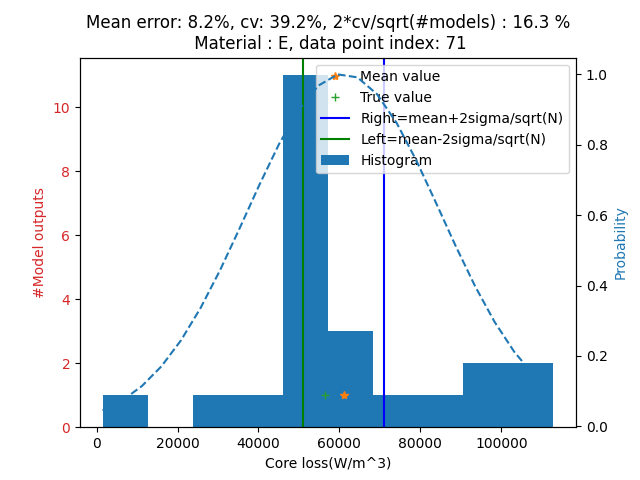 Mean error: 8.2%, cv: 39.2%, 2*cv/sqrt(#models) : 16.3 %
Material : E, data point index: 71
Mean value
True value
Right=mean+2sigma/sqrt(N)
Left=mean-2sigma/sqrt(N)
Histogram
#Model outputs
10
8
6
4
2
0
1.0
0.8
0.6
0.4
0.2
0.0
Probability
0 20000 40000 60000 80000 100000
Core loss(W/m^3)